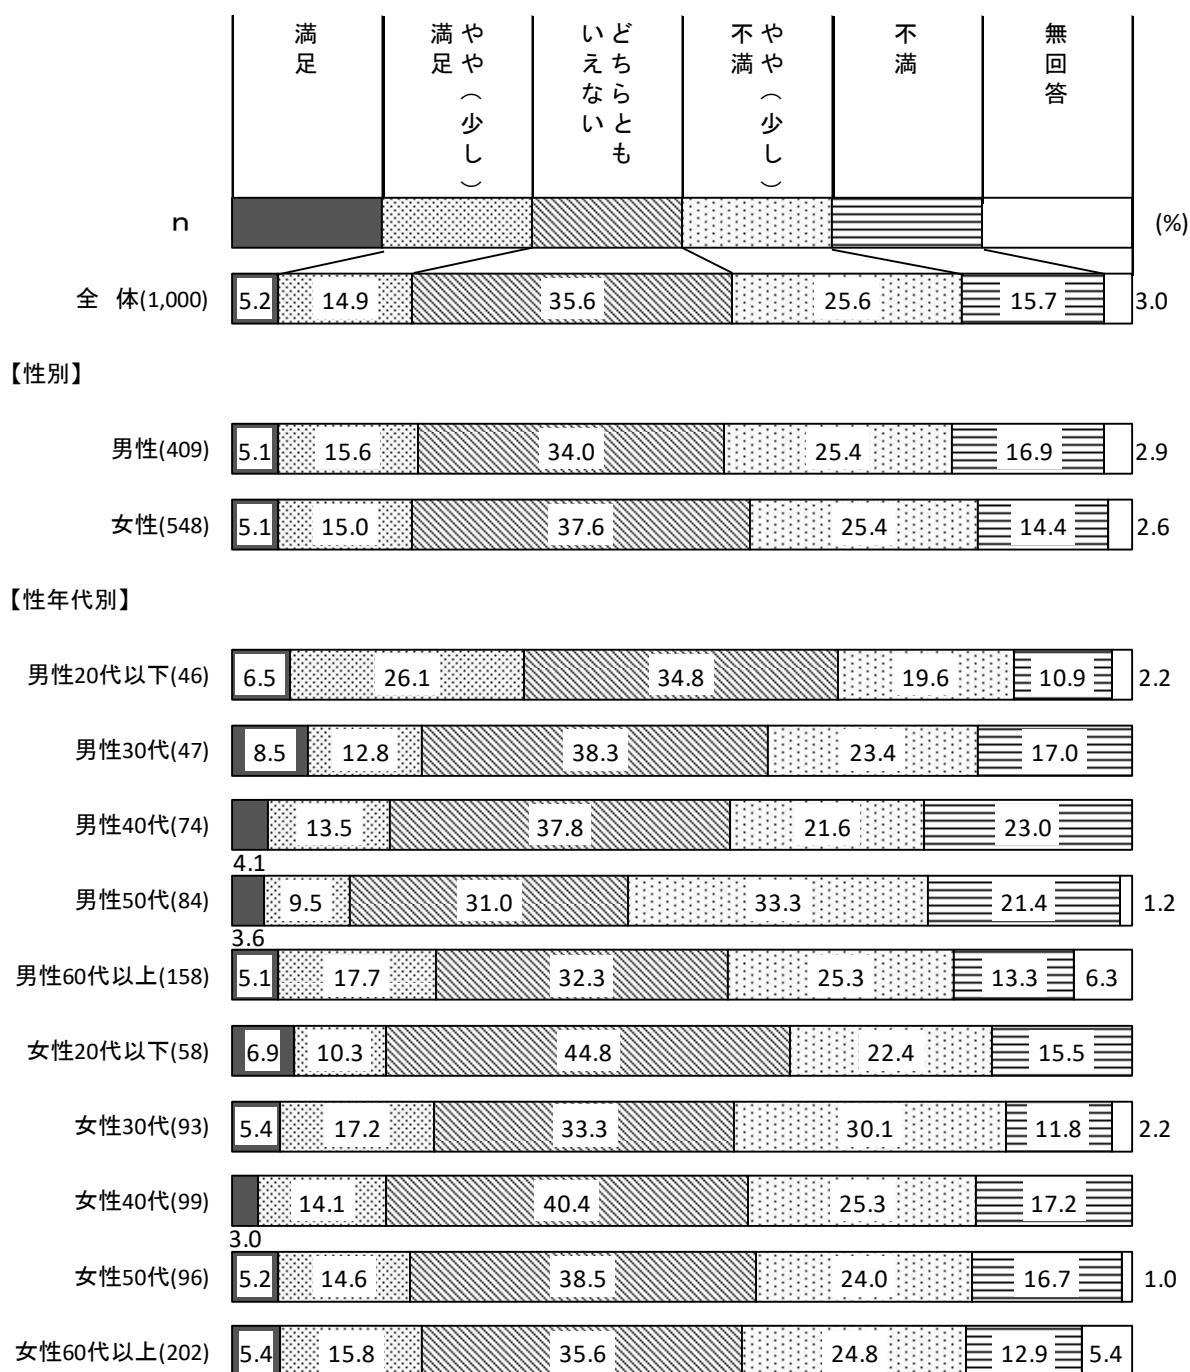 満足
やや（少し）
満足
どちらとも
いえない
やや（少し）
不満
不満
無回答
n
(%)
全 体(1,000) 5.2 14.9 35.6 25.6 15.7 3.0
【性別】
男性(409) 5.1 15.6 34.0 25.4 16.9 2.9
女性(548) 5.1 15.0 37.6 25.4 14.4 2.6
【性年代別】
男性20代以下(46) 6.5 26.1 34.8 19.6 10.9 2.2
男性30代(47) 8.5 12.8 38.3 23.4 17.0
男性40代(74) 4.1 13.5 37.8 21.6 23.0
男性50代(84) 3.6 9.5 31.0 33.3 21.4 1.2
男性60代以上(158) 5.1 17.7 32.3 25.3 13.3 6.3
女性20代以下(58) 6.9 10.3 44.8 22.4 15.5
女性30代(93) 5.4 17.2 33.3 30.1 11.8 2.2
女性40代(99) 3.0 14.1 40.4 25.3 17.2
女性50代(96) 5.2 14.6 38.5 24.0 16.7 1.0
女性60代以上(202) 5.4 15.8 35.6 24.8 12.9 5.4